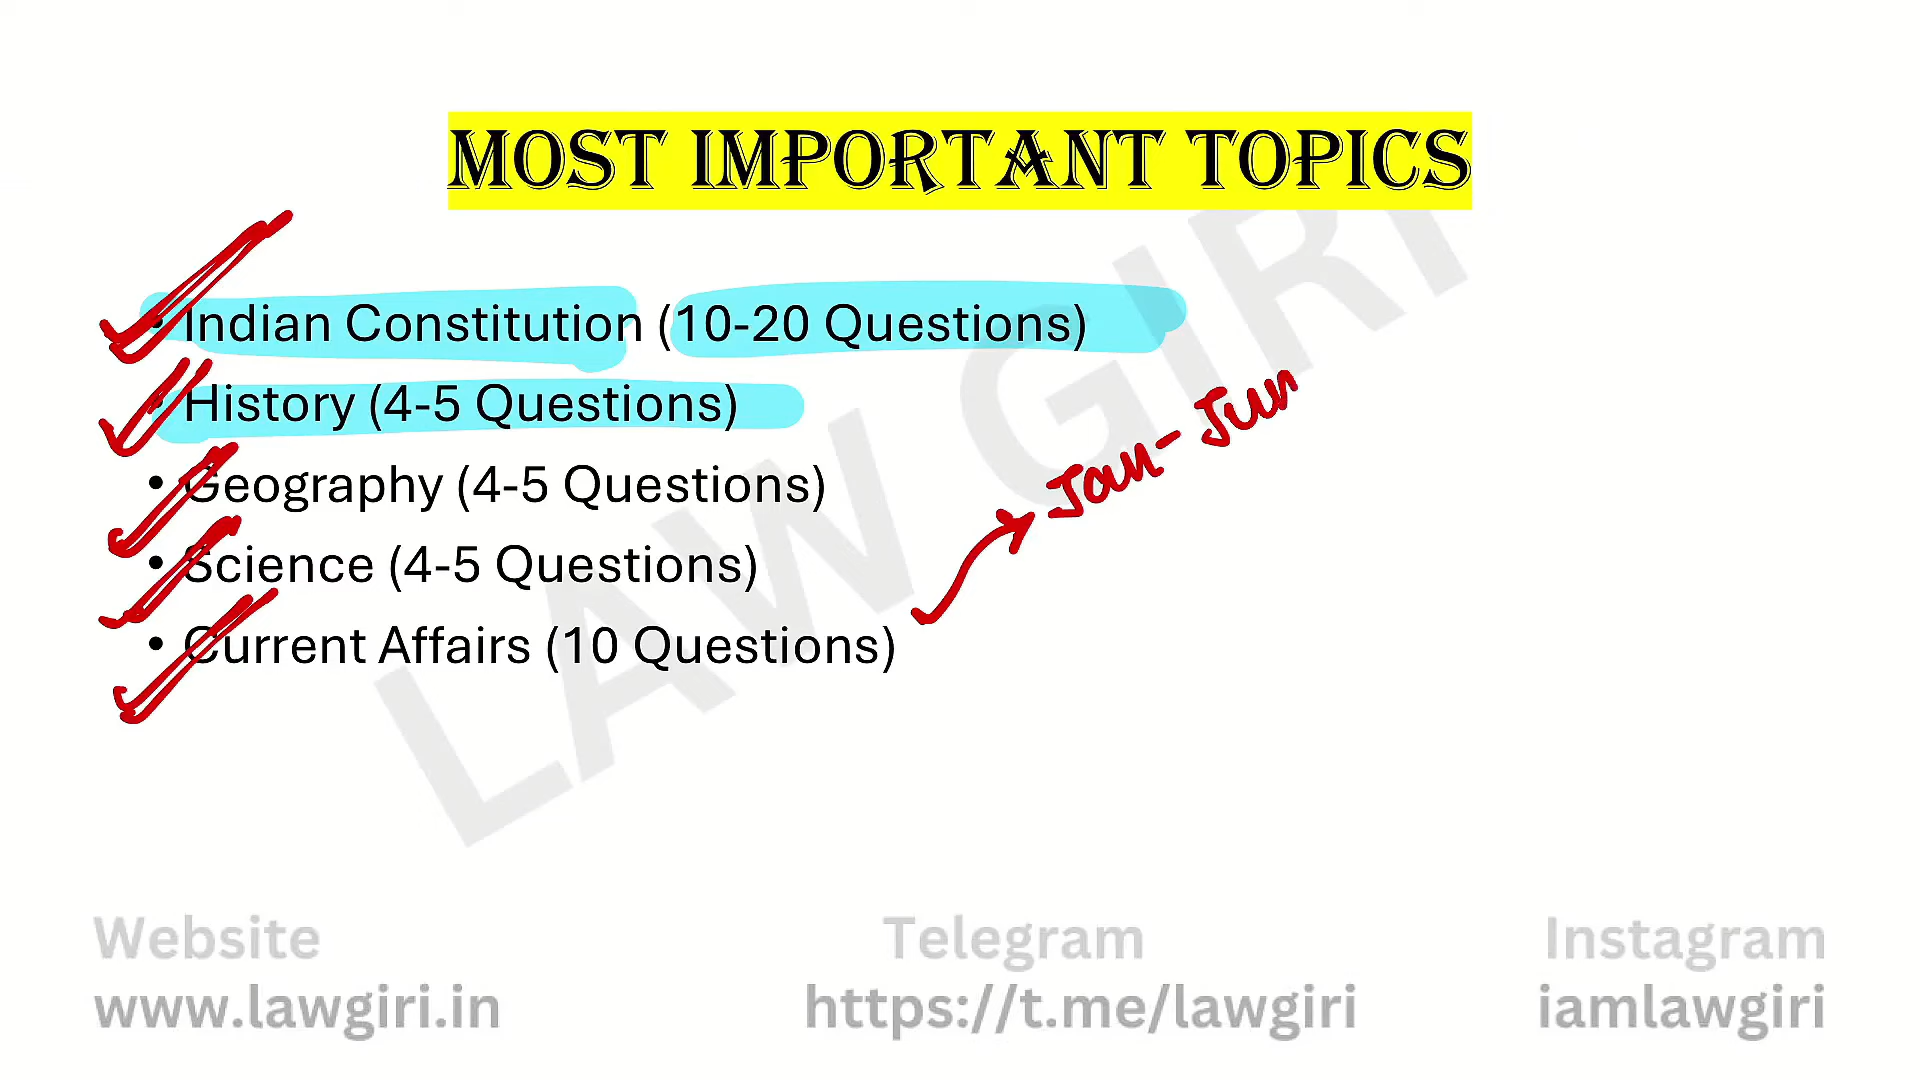 MOST IMPORTANT TOPICS
• Indian Constitution (10-20 Questions)
• History (4-5 Questions)
• Geography (4-5 Questions)
• Science (4-5 Questions)
• Current Affairs (10 Questions)
Jan-Jun
LAW GIRI
Website
www.lawgiri.in
Telegram
https://t.me/lawgiri
Instagram
iamlawgiri